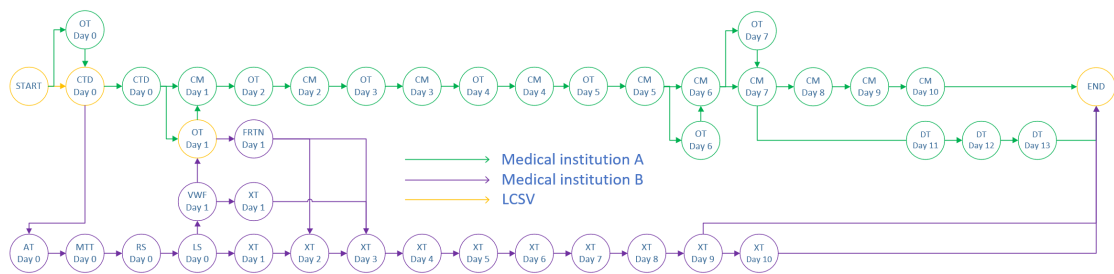 OT
Day 0
START
CTD
Day 0
CTD
Day 0
CM
Day 1
OT
Day 2
CM
Day 2
OT
Day 3
CM
Day 3
OT
Day 4
CM
Day 4
OT
Day 5
CM
Day 5
CM
Day 6
OT
Day 7
CM
Day 7
CM
Day 8
CM
Day 9
CM
Day 10
END
OT
Day 1
FRTN
Day 1
OT
Day 6
DT
Day 11
DT
Day 12
DT
Day 13
Medical institution A
Medical institution B
LCSV
VWF
Day 1
XT
Day 1
AT
Day 0
MTT
Day 0
RS
Day 0
LS
Day 0
XT
Day 1
XT
Day 2
XT
Day 3
XT
Day 4
XT
Day 5
XT
Day 6
XT
Day 7
XT
Day 8
XT
Day 9
XT
Day 10